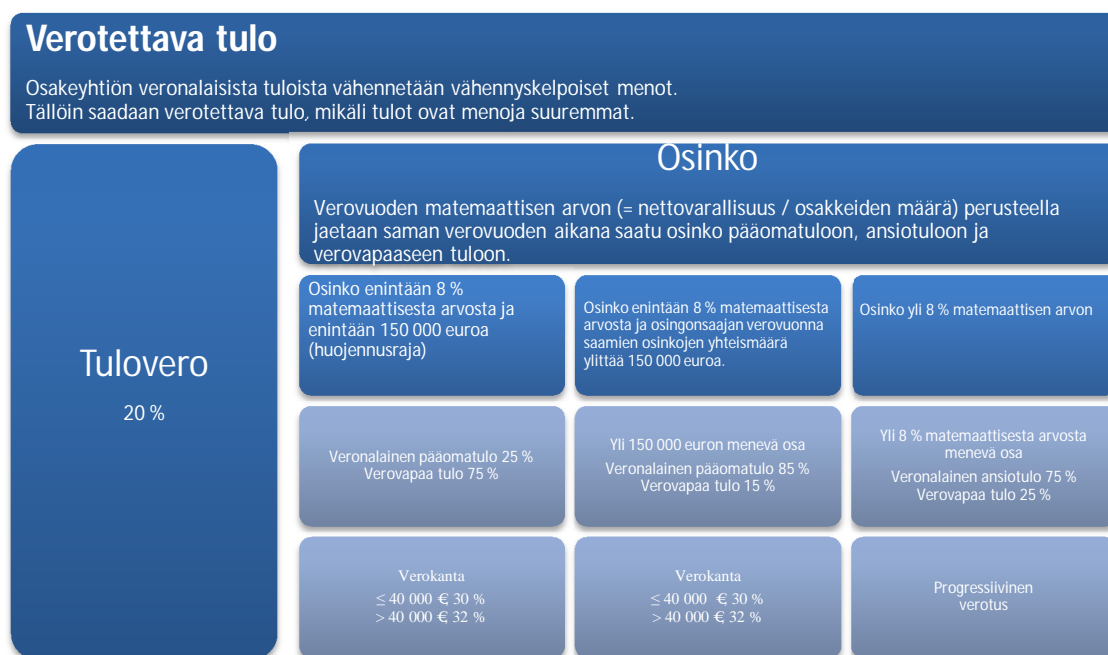 Verotettava tulo
Osakeyhtiön veronalaisista tuloista vähennetään vähennyskelpoiset menot.
Tällöin saadaan verotettava tulo, mikäli tulot ovat menoja suuremmat.
Tulovero
20 %
Osinko
Verovuoden matemaattisen arvon (= nettovarallisuus / osakkeiden määrä) perusteella
jaetaan saman verovuoden aikana saatu osinko pääomatuloon, ansiotuloon ja
verovapaaseen tuloon.
Osinko enintään 8 %
matemaattisesta arvosta ja
enintään 150 000 euroa
(huojennusraja)
Osinko enintään 8 % matemaattisesta
arvosta ja osingonsaajan verovuonna
saamien osinkojen yhteismäärä
ylittää 150 000 euroa.
Osinko yli 8 % matemaattisen arvon
Veronalainen pääomatulo 25 %
Verovapaa tulo 75 %
Yli 150 000 euron menevä osa
Veronalainen pääomatulo 85 %
Verovapaa tulo 15 %
Yli 8 % matemaattisesta arvosta
menevä osa
Veronalainen ansiotulo 75 %
Verovapaa tulo 25 %
Verokanta
≤ 40 000 €, 30 %
> 40 000 €, 32 %
Verokanta
≤ 40 000 €, 30 %
> 40 000 €, 32 %
Progressiivinen
verotus